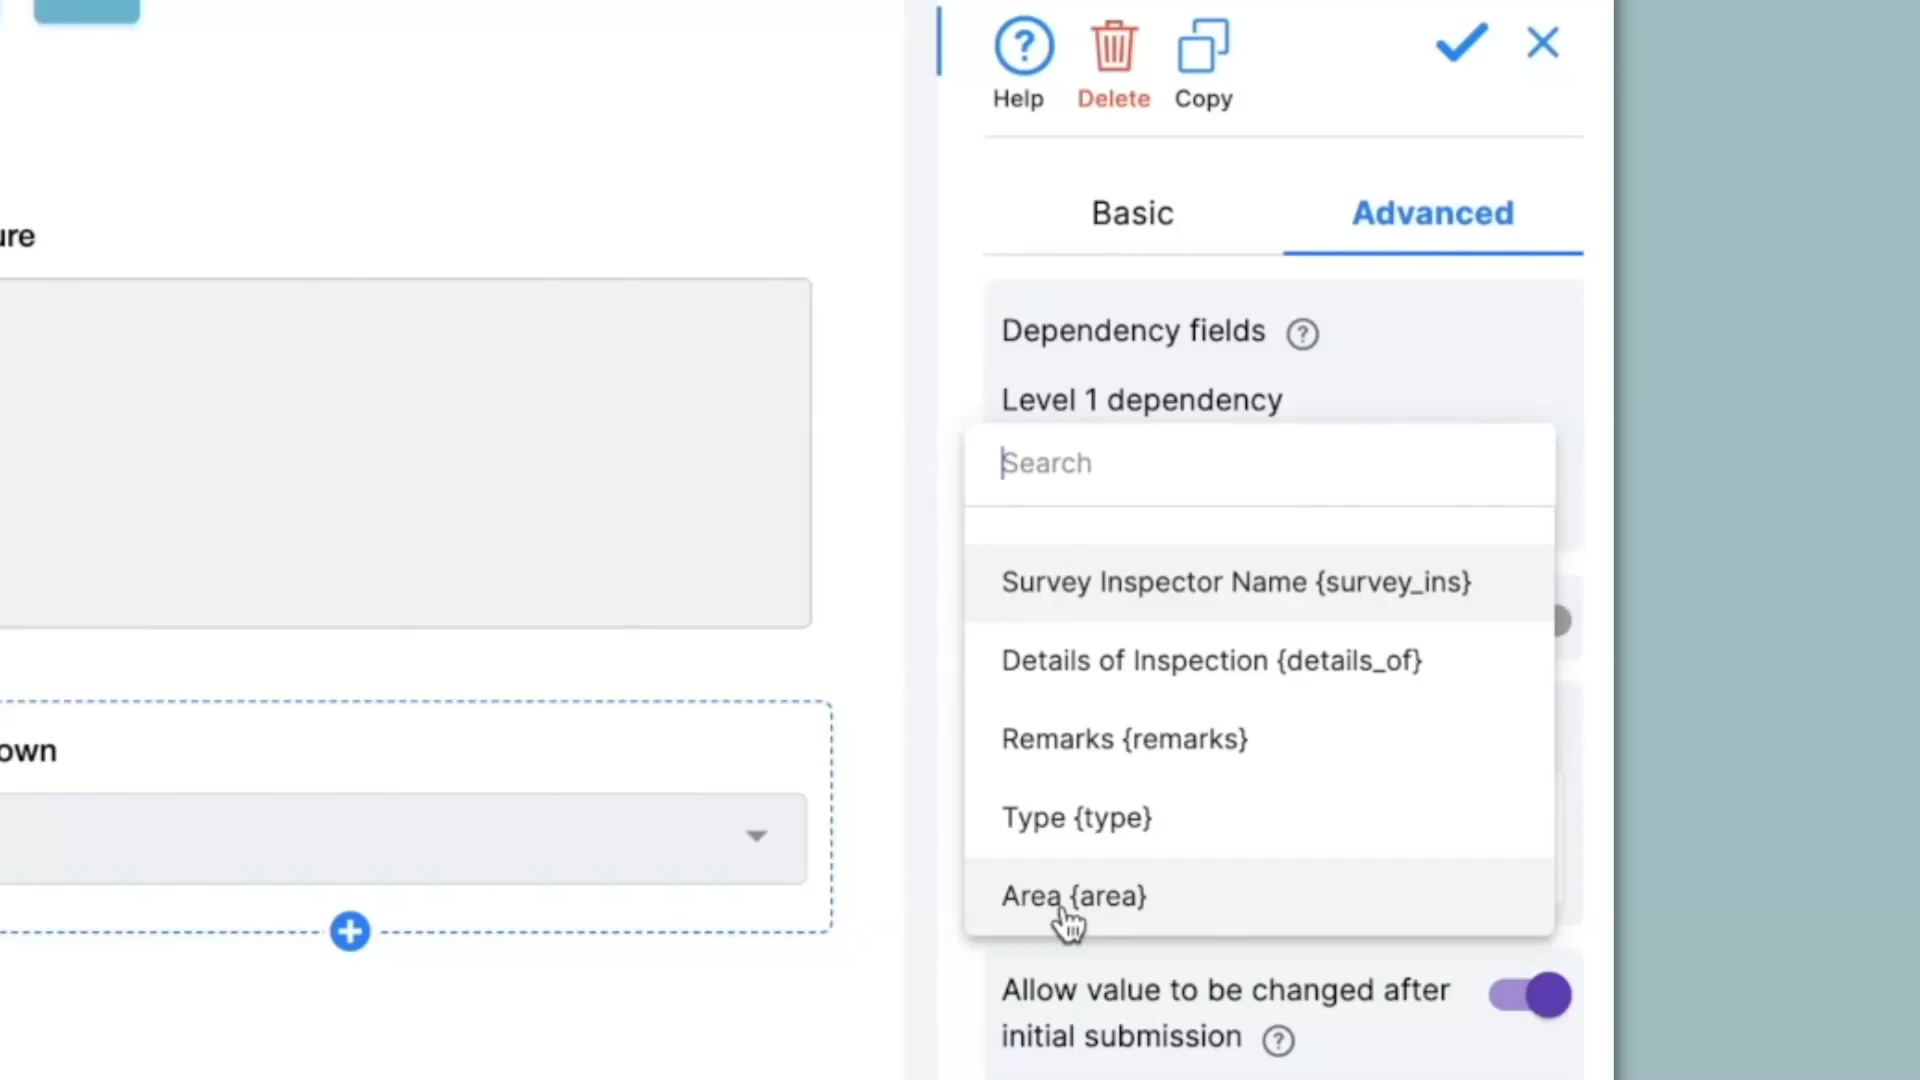 Help Delete Copy
Basic Advanced
ure
Dependency fields ?
Level 1 dependency
Search
Survey Inspector Name {survey_ins}
Details of Inspection {details_of}
Remarks {remarks}
own
Type {type}
Area {area}
Allow value to be changed after
initial submission ?